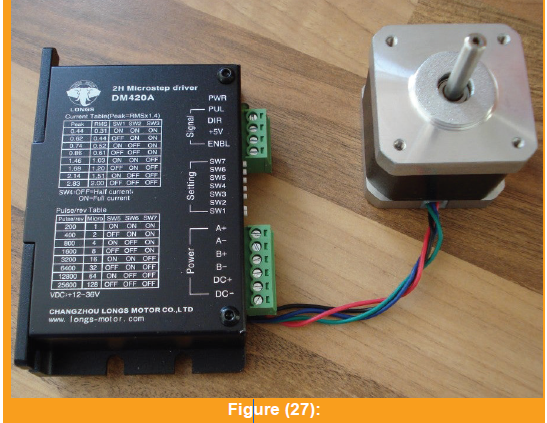 LONGS
2H Microstep driver
DM420A
Current Table(Peak=RMS×1.4)
Peak RMS SW1 SW2 SW3
0.44 0.31 ON ON ON
0.62 0.44 OFF ON ON
0.74 0.52 ON OFF ON
0.86 0.61 OFF OFF ON
1.46 1.03 ON ON OFF
1.69 1.20 OFF ON OFF
2.14 1.51 ON OFF OFF
2.83 2.00 OFF OFF OFF
SW4-OFF=Half current
ON=Full current
Pulse/rev Table
Pulse/rev Micro SW5 SW6 SW7
200 1 ON ON ON
400 2 OFF ON ON
800 4 ON OFF ON
1600 8 OFF OFF ON
3200 16 ON ON OFF
6400 32 OFF ON OFF
12800 64 ON OFF OFF
25600 128 OFF OFF OFF
VDC:+12~36V
CHANGZHOU LONGS MOTOR CO.,LTD
www.longs-motor.com
PWR
PUL
DIR
+5V
ENBL
Signal
SW7
SW6
SW5
SW4
SW3
SW2
SW1
Setting
A+
A-
B+
B-
DC+
DC-
Power
Figure (27):